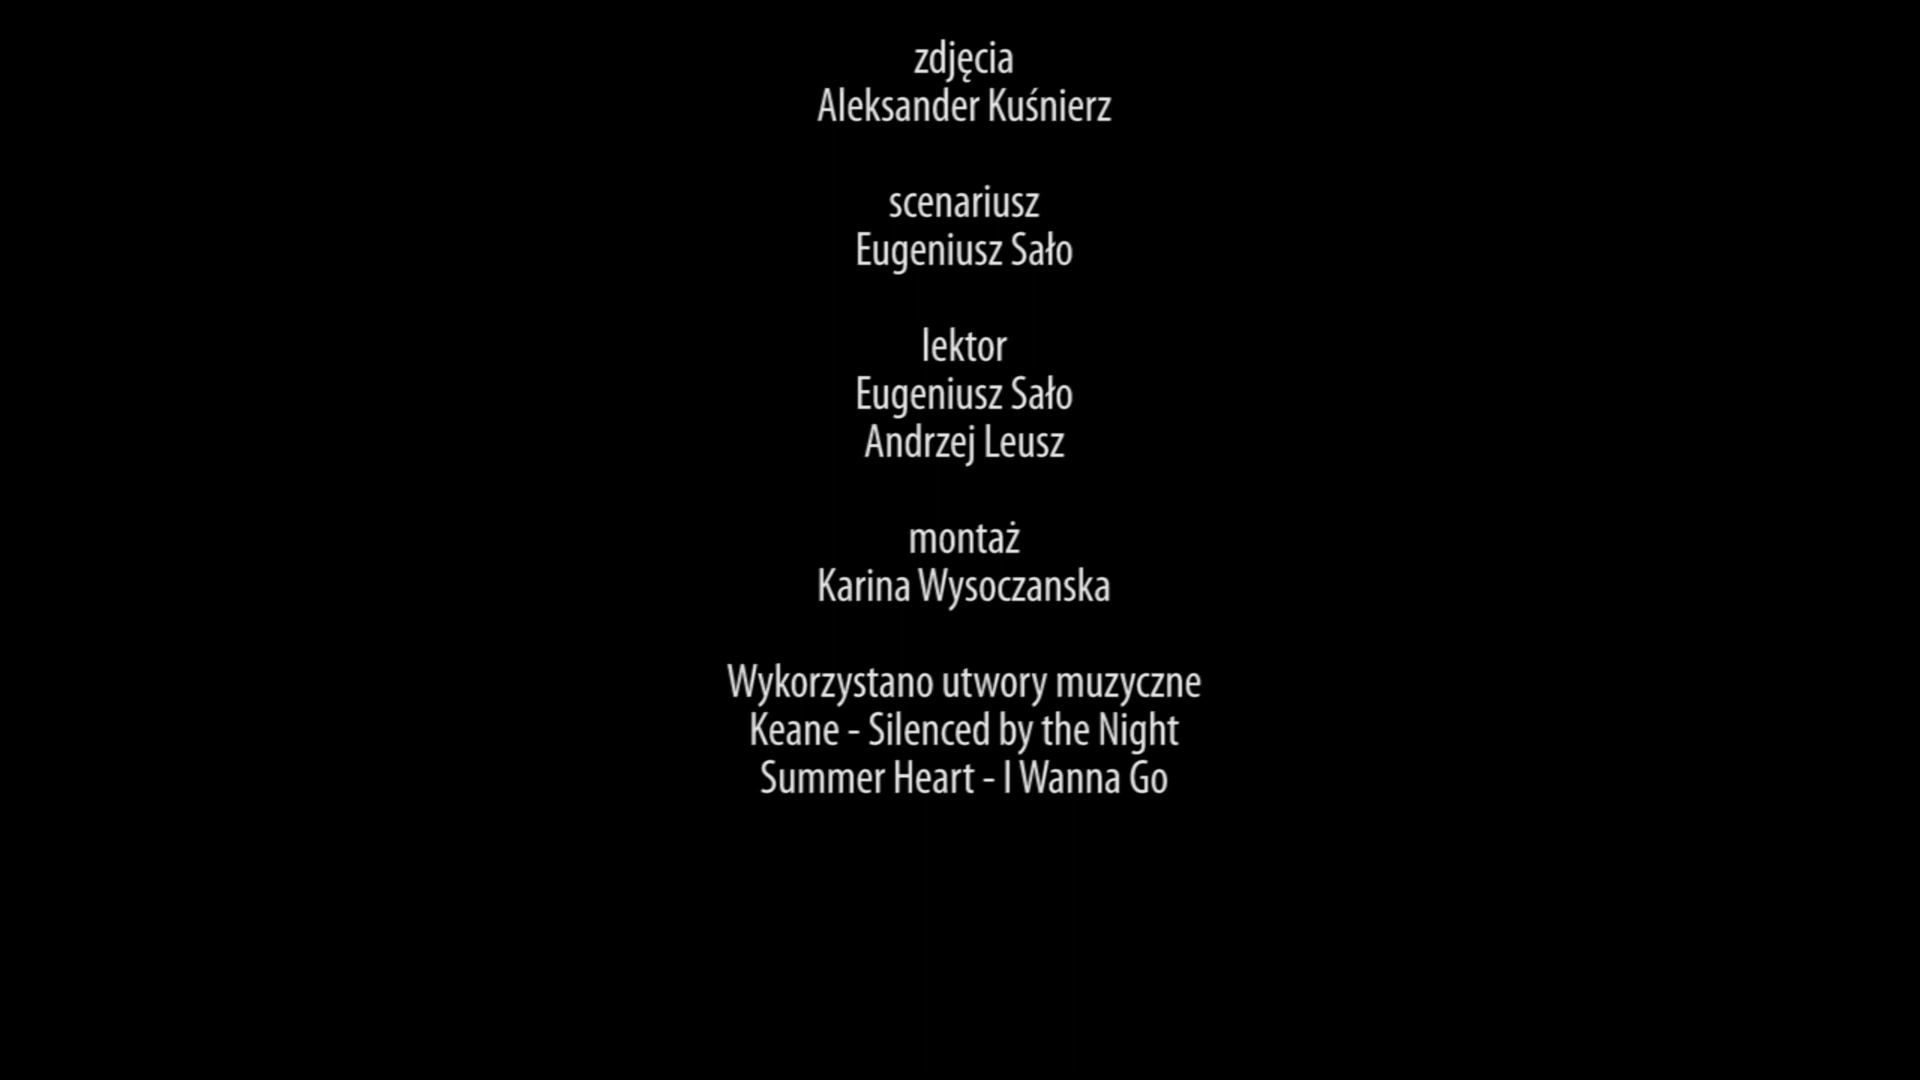 zdjęcia
Aleksander Kuśnierz
scenariusz
Eugeniusz Sało
lektor
Eugeniusz Sało
Andrzej Leusz
montaż
Karina Wysoczanska
Wykorzystano utwory muzyczne
Keane - Silenced by the Night
Summer Heart - I Wanna Go